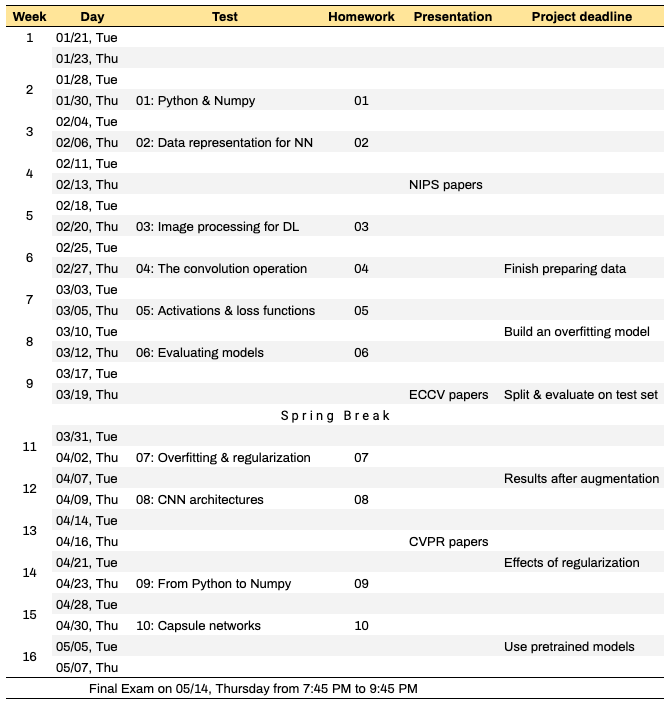 Week Day Test Homework Presentation Project deadline
1 01/21, Tue
01/23, Thu
2 01/28, Tue
01/30, Thu 01: Python & Numpy 01
3 02/04, Tue
02/06, Thu 02: Data representation for NN 02
4 02/11, Tue
02/13, Thu NIPS papers
5 02/18, Tue
02/20, Thu 03: Image processing for DL 03
6 02/25, Tue
02/27, Thu 04: The convolution operation 04 Finish preparing data
7 03/03, Tue
03/05, Thu 05: Activations & loss functions 05
8 03/10, Tue Build an overfitting model
03/12, Thu 06: Evaluating models 06
9 03/17, Tue
03/19, Thu ECCV papers Split & evaluate on test set
Spring Break
11 03/31, Tue
04/02, Thu 07: Overfitting & regularization 07
12 04/07, Tue Results after augmentation
04/09, Thu 08: CNN architectures 08
13 04/14, Tue
04/16, Thu CVPR papers
14 04/21, Tue Effects of regularization
04/23, Thu 09: From Python to Numpy 09
15 04/28, Tue
04/30, Thu 10: Capsule networks 10
16 05/05, Tue Use pretrained models
05/07, Thu
Final Exam on 05/14, Thursday from 7:45 PM to 9:45 PM